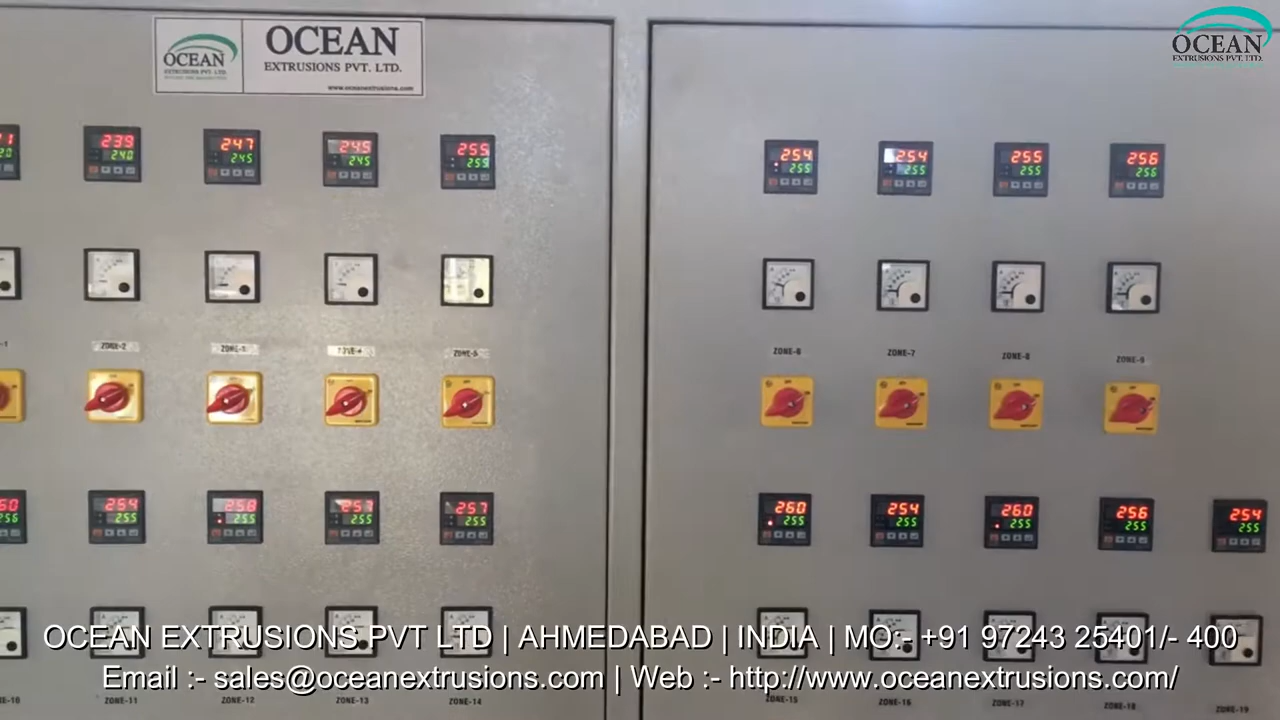 OCEAN
EXTRUSIONS PVT. LTD.
OCEAN
EXTRUSIONS PVT. LTD.
www.oceanextrusions.com
OCEAN
EXTRUSIONS PVT. LTD.
239 247 245 255 254 254 255 256
240 245 245 255 255 255 255 256
ZONE-2 ZONE-5 ZONE-6 ZONE-7 ZONE-8 ZONE-9
254 258 257 257 260 254 260 256 254
255 255 255 255 255 255 255 255 255
OCEAN EXTRUSIONS PVT LTD | AHMEDABAD | INDIA | MO:- +91 97243 25401/- 400
Email :- sales@oceanextrusions.com | Web :- http://www.oceanextrusions.com/
ZONE-11 ZONE-12 ZONE-13 ZONE-14 ZONE-15 ZONE-16 ZONE-17 ZONE-18 ZONE-19